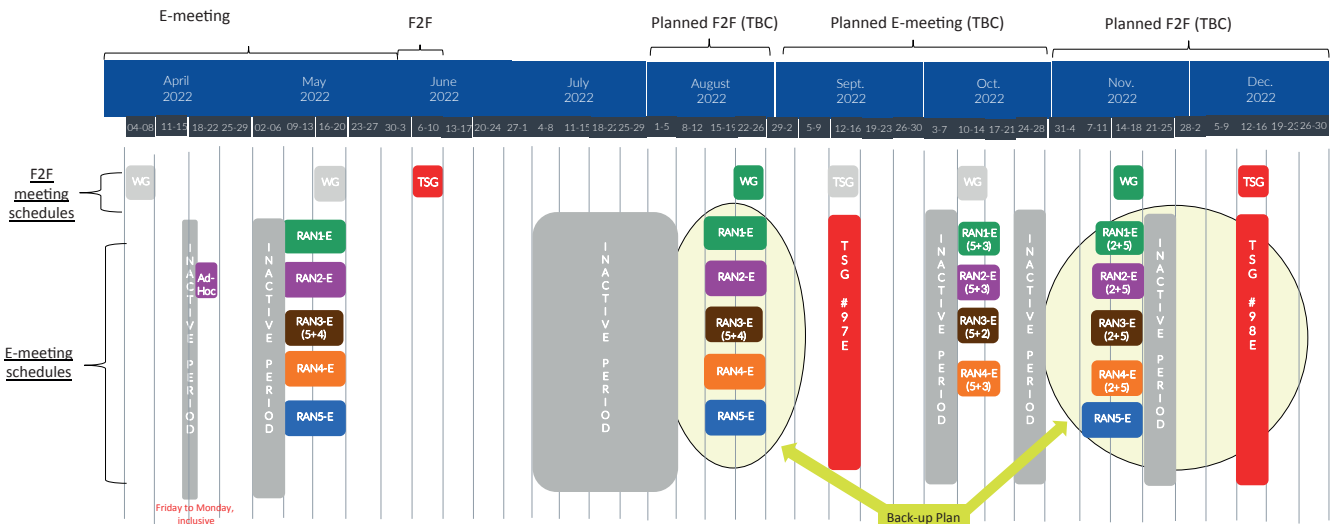 E-meeting
F2F
Planned F2F (TBC)
Planned E-meeting (TBC)
Planned F2F (TBC)
April
2022
May
2022
June
2022
July
2022
August
2022
Sept.
2022
Oct.
2022
Nov.
2022
Dec.
2022
04-08 11-15 18-22 25-29 02-06 09-13 16-20 23-27 30-3 6-10 13-17 20-24 27-1 4-8 11-15 18-22 25-29 1-5 8-12 15-19 22-26 29-2 5-9 12-16 19-23 26-30 3-7 10-14 17-21 24-28 31-4 7-11 14-18 21-25 28-2 5-9 12-16 19-23 26-30
F2F
meeting
schedules
WG
WG
TSG
WG
TSG
WG
WG
TSG
E-meeting
schedules
INACTIVE PERIOD
Ad-
Hoc
INACTIVE PERIOD
RAN1-E
RAN2-E
RAN3-E
(5+4)
RAN4-E
RAN5-E
INACTIVE PERIOD
RAN1-E
RAN2-E
RAN3-E
(5+4)
RAN4-E
RAN5-E
TSG #97E
INACTIVE PERIOD
RAN1-E
(5+3)
RAN2-E
(5+3)
RAN3-E
(5+2)
RAN4-E
(5+3)
INACTIVE PERIOD
RAN1-E
(2+5)
RAN2-E
(2+5)
RAN3-E
(2+5)
RAN4-E
(2+5)
RAN5-E
INACTIVE PERIOD
TSG #98E
Friday to Monday,
inclusive
Back-up Plan